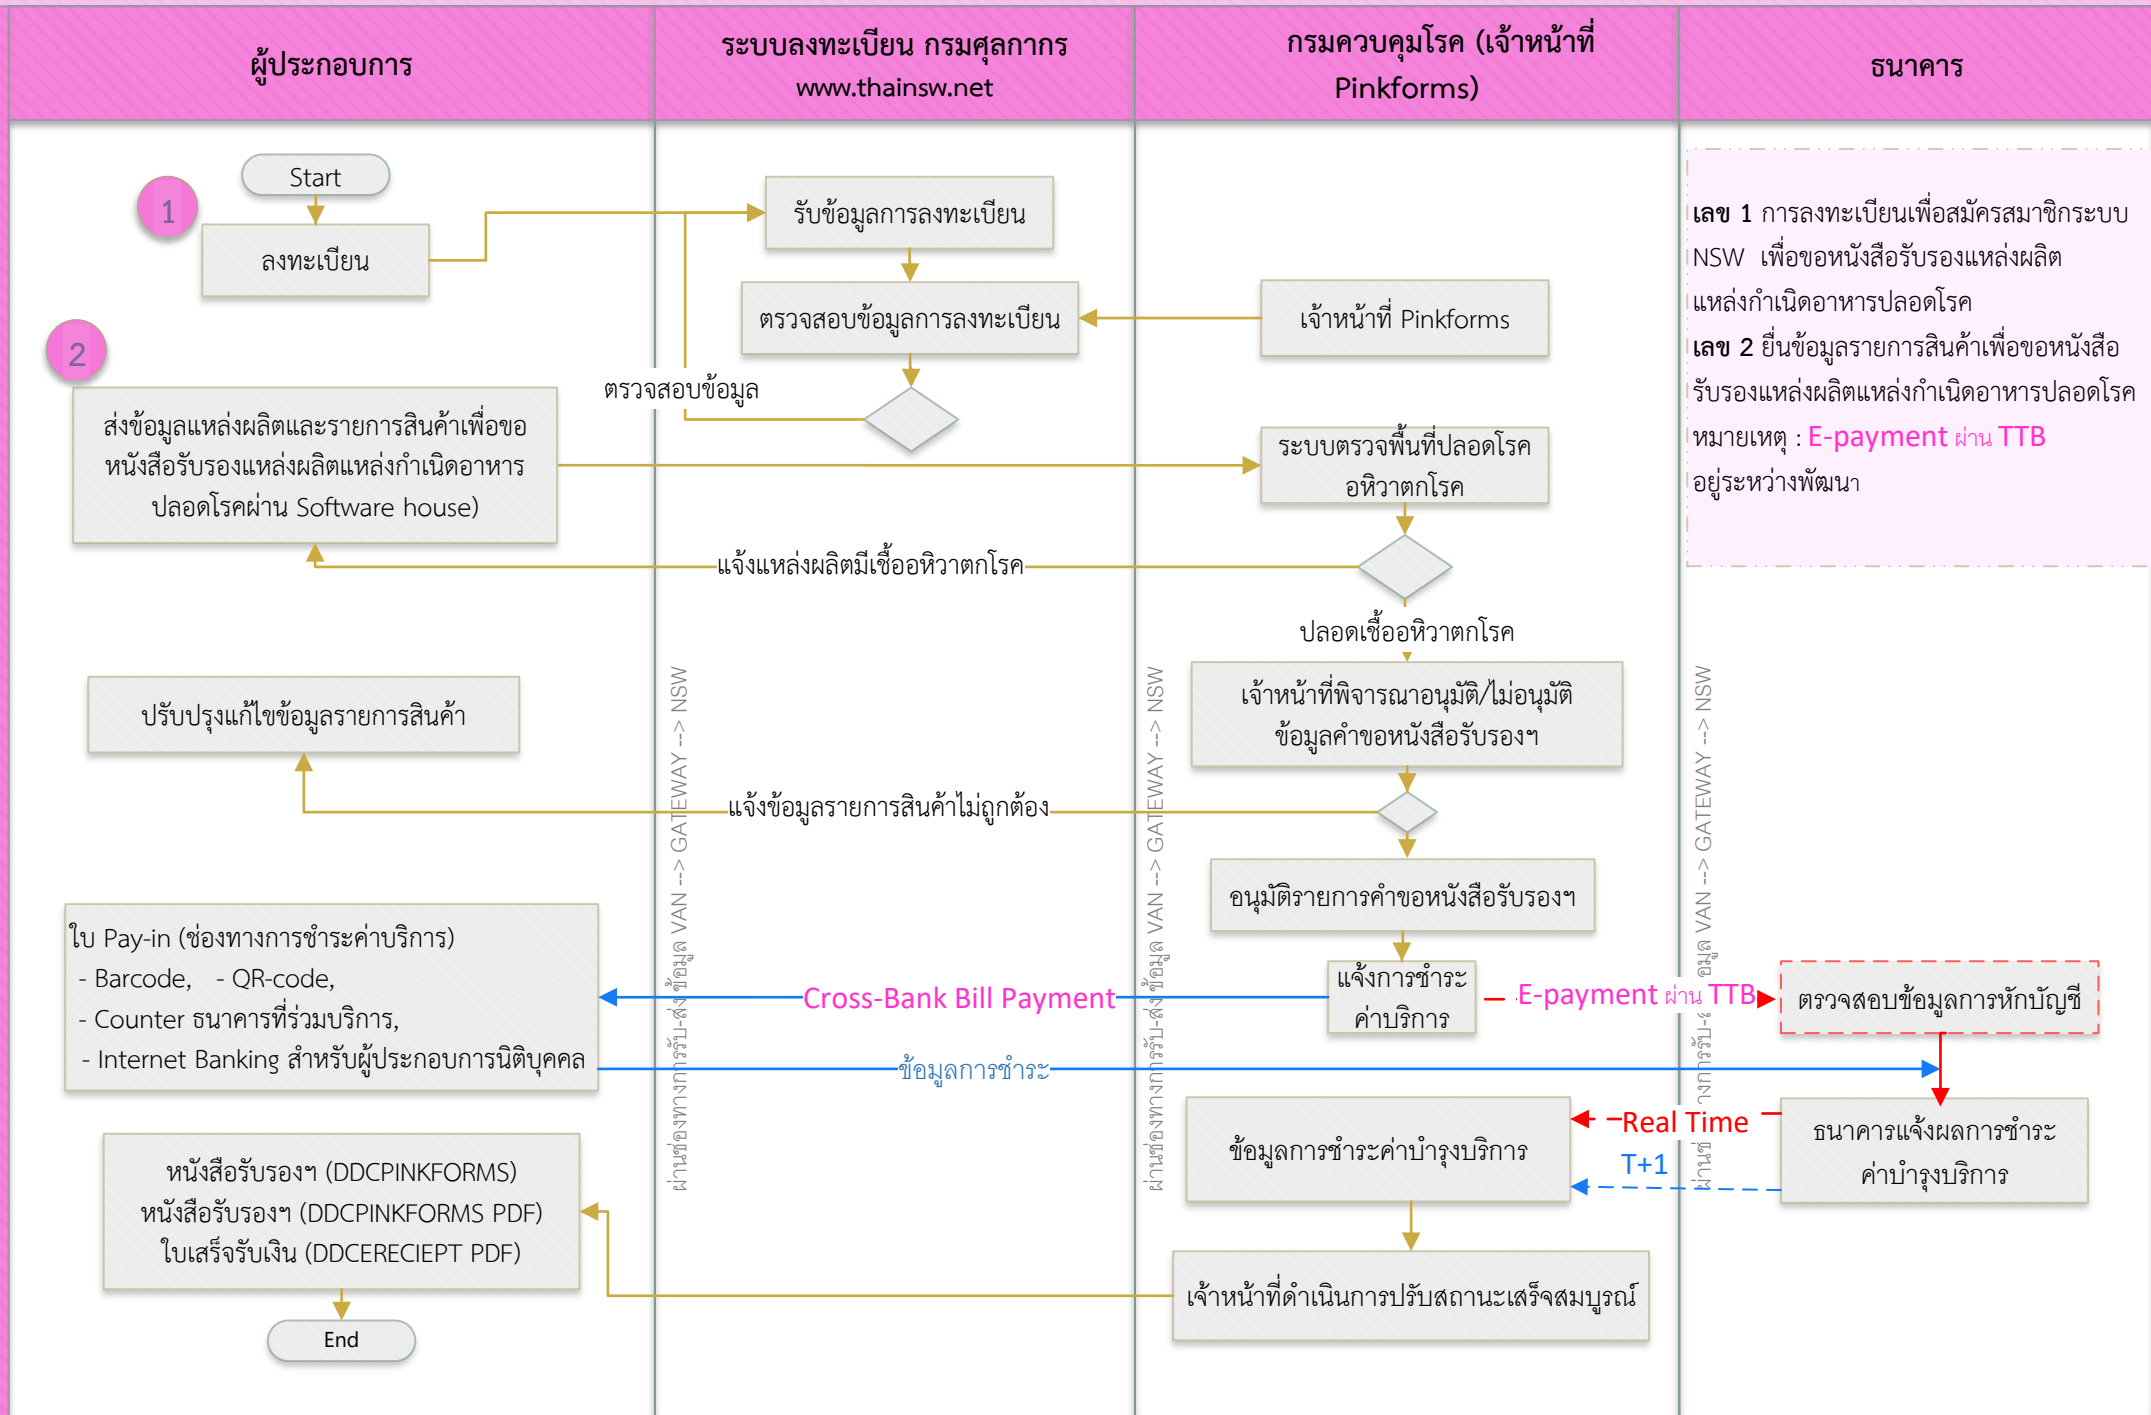 ผู้ประกอบการ
ระบบลงทะเบียน กรมศุลกากร
www.thainsw.net
กรมควบคุมโรค (เจ้าหน้าที่
Pinkforms)
ธนาคาร
Start
1
ลงทะเบียน
รับข้อมูลการลงทะเบียน
ตรวจสอบข้อมูลการลงทะเบียน
เจ้าหน้าที่ Pinkforms
ตรวจสอบข้อมูล
เลข 1 การลงทะเบียนเพื่อสมัครสมาชิกระบบ
NSW เพื่อขอหนังสือรับรองแหล่งผลิต
แหล่งกำเนิดอาหารปลอดโรค
เลข 2 ยื่นข้อมูลรายการสินค้าเพื่อขอหนังสือ
รับรองแหล่งผลิตแหล่งกำเนิดอาหารปลอดโรค
หมายเหตุ : E-payment ผ่าน TTB
อยู่ระหว่างพัฒนา
2
ส่งข้อมูลแหล่งผลิตและรายการสินค้าเพื่อขอ
หนังสือรับรองแหล่งผลิตแหล่งกำเนิดอาหาร
ปลอดโรคผ่าน Software house)
ระบบตรวจพื้นที่ปลอดโรค
อหิวาตกโรค
แจ้งแหล่งผลิตมีเชื้ออหิวาตกโรค
ปลอดเชื้ออหิวาตกโรค
ปรับปรุงแก้ไขข้อมูลรายการสินค้า
เจ้าหน้าที่พิจารณาอนุมัติ/ไม่อนุมัติ
ข้อมูลคำขอหนังสือรับรองฯ
แจ้งข้อมูลรายการสินค้าไม่ถูกต้อง
อนุมัติรายการคำขอหนังสือรับรองฯ
ผ่านช่องทางการรับ-ส่ง ข้อมูล VAN --> GATEWAY --> NSW
ผ่านช่องทางการรับ-ส่ง ข้อมูล VAN --> GATEWAY --> NSW
ผ่านช างการรับ-ส อมูล VAN --> GATEWAY --> NSW
ใบ Pay-in (ช่องทางการชำระค่าบริการ)
- Barcode, - QR-code,
- Counter ธนาคารที่ร่วมบริการ,
- Internet Banking สำหรับผู้ประกอบการนิติบุคคล
Cross-Bank Bill Payment
แจ้งการชำระ
ค่าบริการ
E-payment ผ่าน TTB
ตรวจสอบข้อมูลการหักบัญชี
ข้อมูลการชำระ
ข้อมูลการชำระค่าบำรุงบริการ
Real Time
T+1
ธนาคารแจ้งผลการชำระ
ค่าบำรุงบริการ
หนังสือรับรองฯ (DDCPINKFORMS)
หนังสือรับรองฯ (DDCPINKFORMS PDF)
ใบเสร็จรับเงิน (DDCERECIEPT PDF)
เจ้าหน้าที่ดำเนินการปรับสถานะเสร็จสมบูรณ์
End